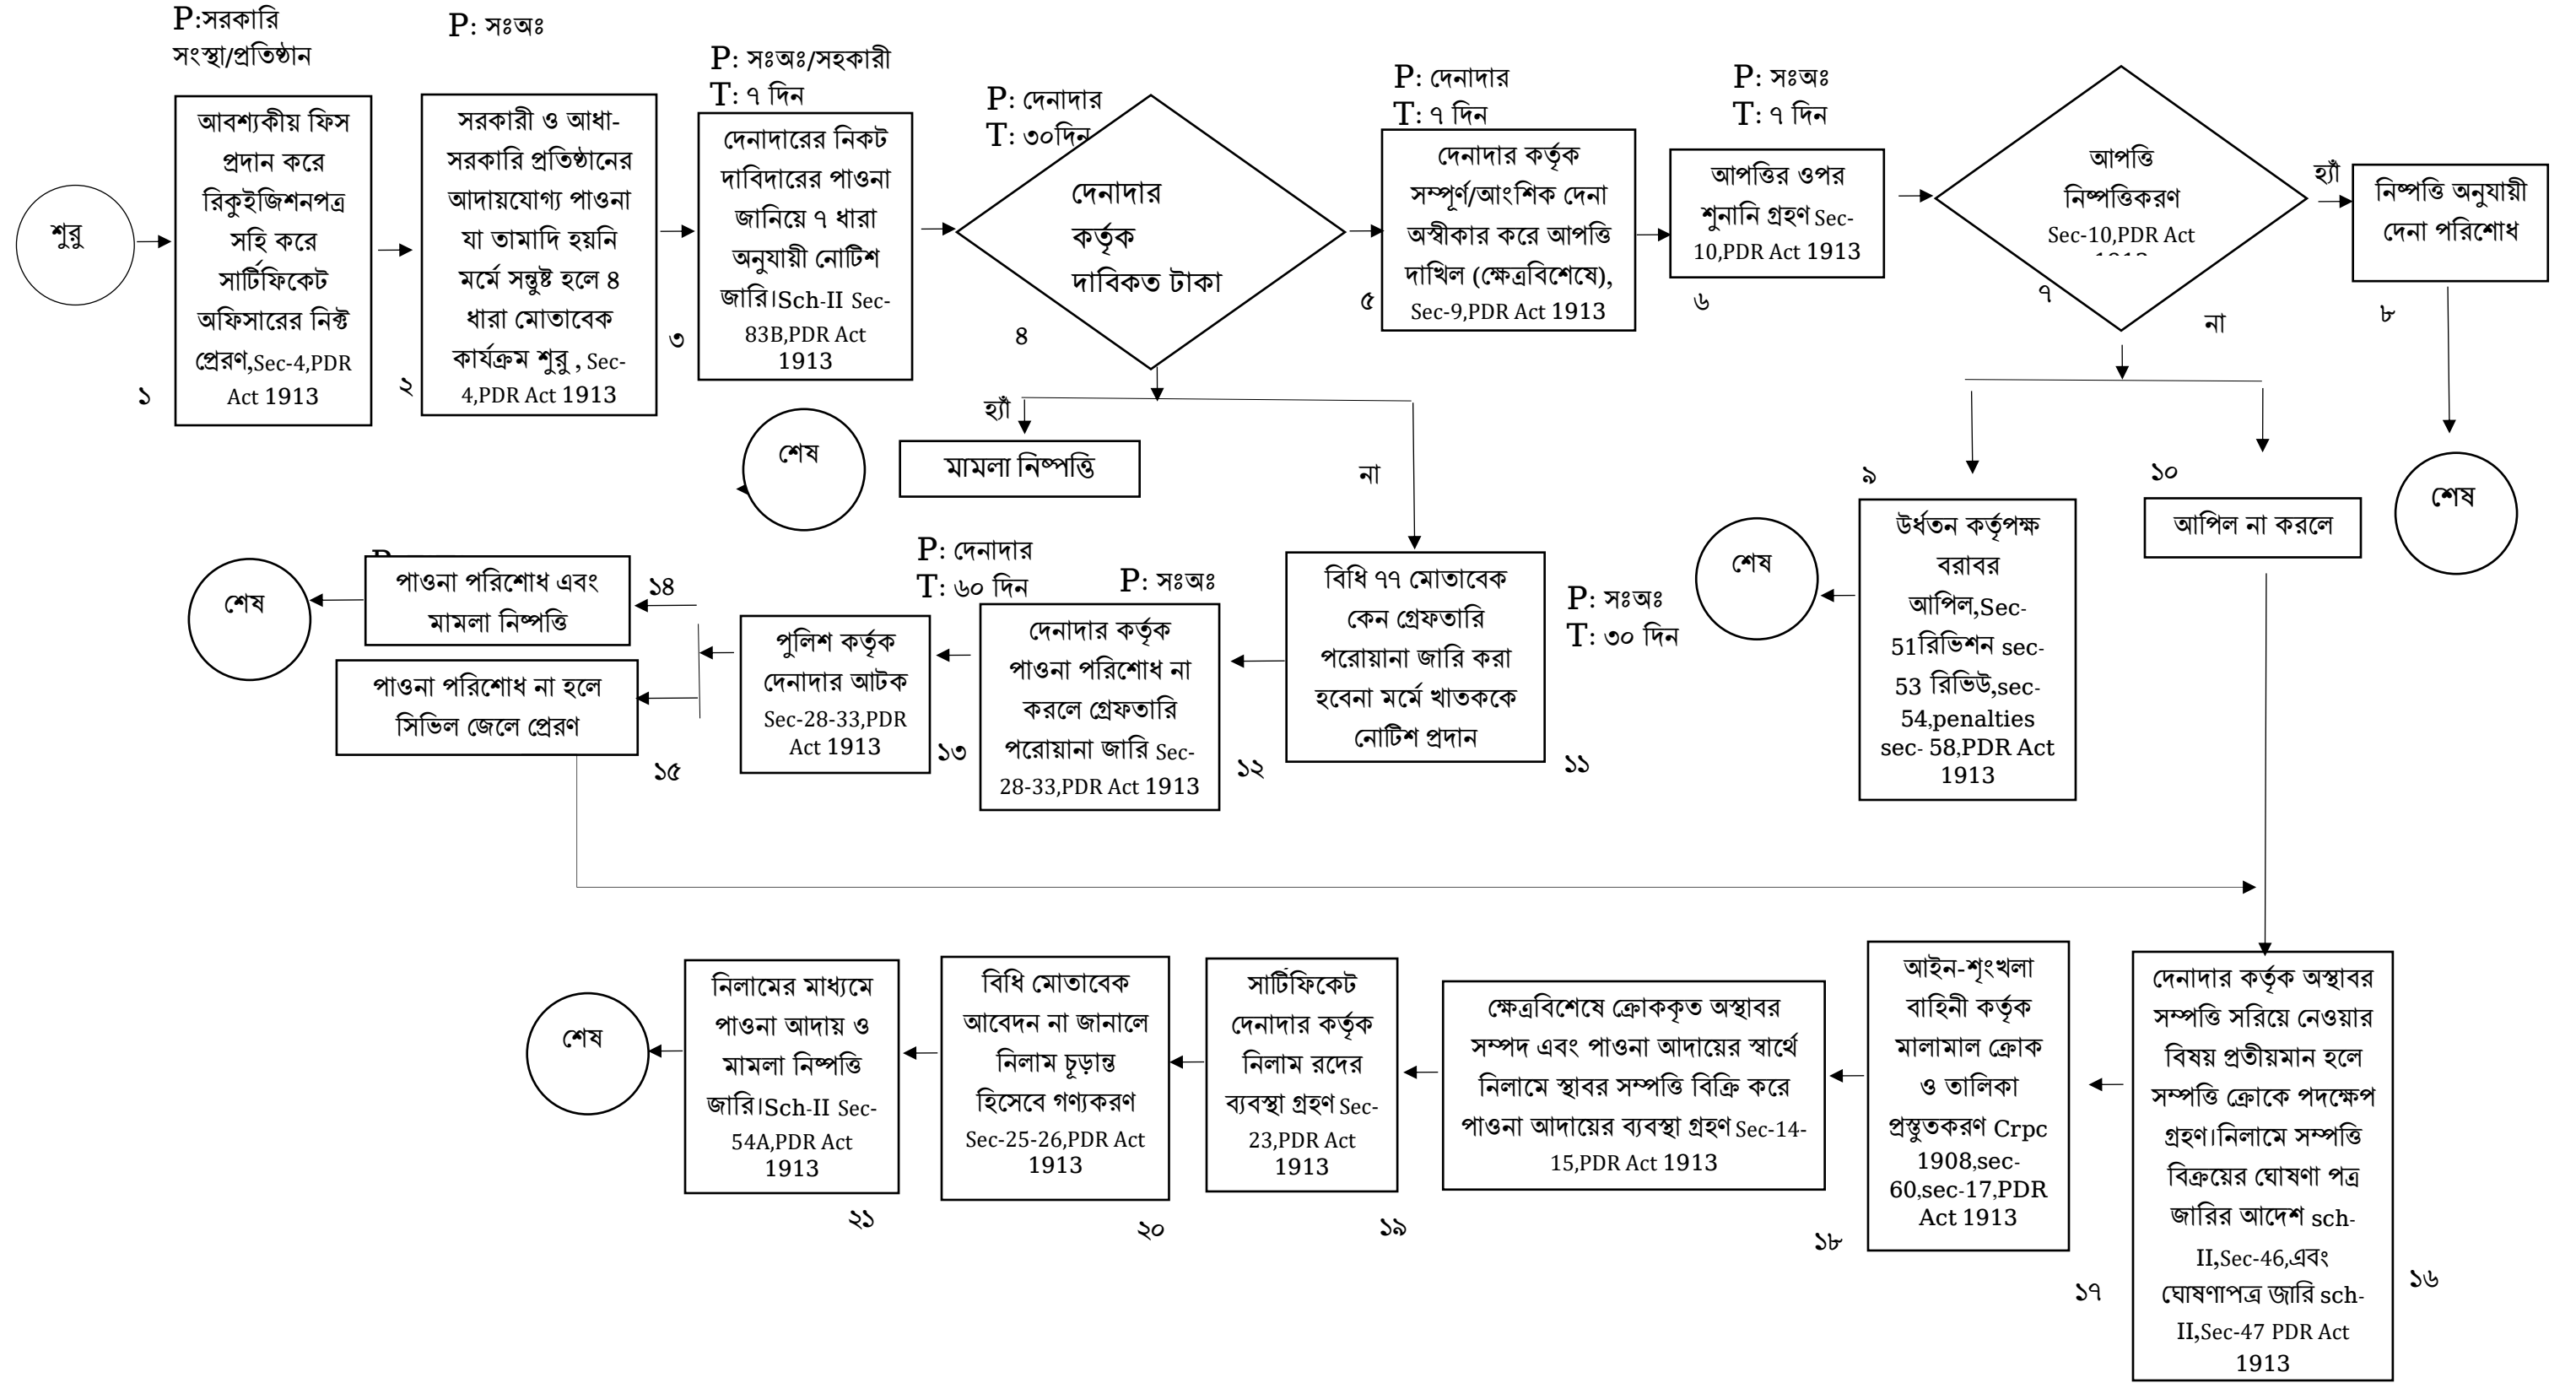 P:সরকারি
সংস্থা/প্রতিষ্ঠান
P: সঃঅঃ
P: সঃঅঃ/সহকারী
T: ৭ দিন
P: দেনাদার
T: ৩০দিন
P: দেনাদার
T: ৭ দিন
P: সঃঅঃ
T: ৭ দিন
শুরু
আবশ্যকীয় ফিস
প্রদান করে
রিকুইজিশনপত্র
সহি করে
সার্টিফিকেট
অফিসারের নিক্ট
প্রেরণ,Sec-4,PDR
Act 1913
১
সরকারী ও আধা-
সরকারি প্রতিষ্ঠানের
আদায়যোগ্য পাওনা
যা তামাদি হয়নি
মর্মে সন্তুষ্ট হলে ৪
ধারা মোতাবেক
কার্যক্রম শুরু , Sec-
4,PDR Act 1913
২
দেনাদারের নিকট
দাবিদারের পাওনা
জানিয়ে ৭ ধারা
অনুযায়ী নোটিশ
জারি।Sch-II Sec-
83B,PDR Act
1913
৩
দেনাদার
কর্তৃক
দাবিকত টাকা
৪
দেনাদার কর্তৃক
সম্পূর্ণ/আংশিক দেনা
অস্বীকার করে আপত্তি
দাখিল (ক্ষেত্রবিশেষে),
Sec-9,PDR Act 1913
৫
আপত্তির ওপর
শুনানি গ্রহণ Sec-
10,PDR Act 1913
৬
আপত্তি
নিষ্পত্তিকরণ
Sec-10,PDR Act
৭
হ্যাঁ
না
নিষ্পত্তি অনুযায়ী
দেনা পরিশোধ
৮
শেষ
হ্যাঁ
মামলা নিষ্পত্তি
শেষ
না
৯
উর্ধতন কর্তৃপক্ষ
বরাবর
আপিল,Sec-
51রিভিশন sec-
53 রিভিউ,sec-
54,penalties
sec- 58,PDR Act
1913
শেষ
১০
আপিল না করলে
P: সঃঅঃ
T: ৩০ দিন
বিধি ৭৭ মোতাবেক
কেন গ্রেফতারি
পরোয়ানা জারি করা
হবেনা মর্মে খাতককে
নোটিশ প্রদান
১১
P: সঃঅঃ
দেনাদার কর্তৃক
পাওনা পরিশোধ না
করলে গ্রেফতারি
পরোয়ানা জারি Sec-
28-33,PDR Act 1913
১২
P: দেনাদার
T: ৬০ দিন
পুলিশ কর্তৃক
দেনাদার আটক
Sec-28-33,PDR
Act 1913
১৩
পাওনা পরিশোধ এবং
মামলা নিষ্পত্তি
১৪
শেষ
পাওনা পরিশোধ না হলে
সিভিল জেলে প্রেরণ
১৫
দেনাদার কর্তৃক অস্থাবর
সম্পত্তি সরিয়ে নেওয়ার
বিষয় প্রতীয়মান হলে
সম্পত্তি ক্রোকে পদক্ষেপ
গ্রহণ।নিলামে সম্পত্তি
বিক্রয়ের ঘোষণা পত্র
জারির আদেশ sch-
II,Sec-46,এবং
ঘোষণাপত্র জারি sch-
II,Sec-47 PDR Act
1913
১৬
আইন-শৃংখলা
বাহিনী কর্তৃক
মালামাল ক্রোক
ও তালিকা
প্রস্তুতকরণ Crpc
1908,sec-
60,sec-17,PDR
Act 1913
১৭
ক্ষেত্রবিশেষে ক্রোককৃত অস্থাবর
সম্পদ এবং পাওনা আদায়ের স্বার্থে
নিলামে স্থাবর সম্পত্তি বিক্রি করে
পাওনা আদায়ের ব্যবস্থা গ্রহণ Sec-14-
15,PDR Act 1913
১৮
সার্টিফিকেট
দেনাদার কর্তৃক
নিলাম রদের
ব্যবস্থা গ্রহণ Sec-
23,PDR Act
1913
১৯
বিধি মোতাবেক
আবেদন না জানালে
নিলাম চূড়ান্ত
হিসেবে গণ্যকরণ
Sec-25-26,PDR Act
1913
২০
নিলামের মাধ্যমে
পাওনা আদায় ও
মামলা নিষ্পত্তি
জারি।Sch-II Sec-
54A,PDR Act
1913
২১
শেষ